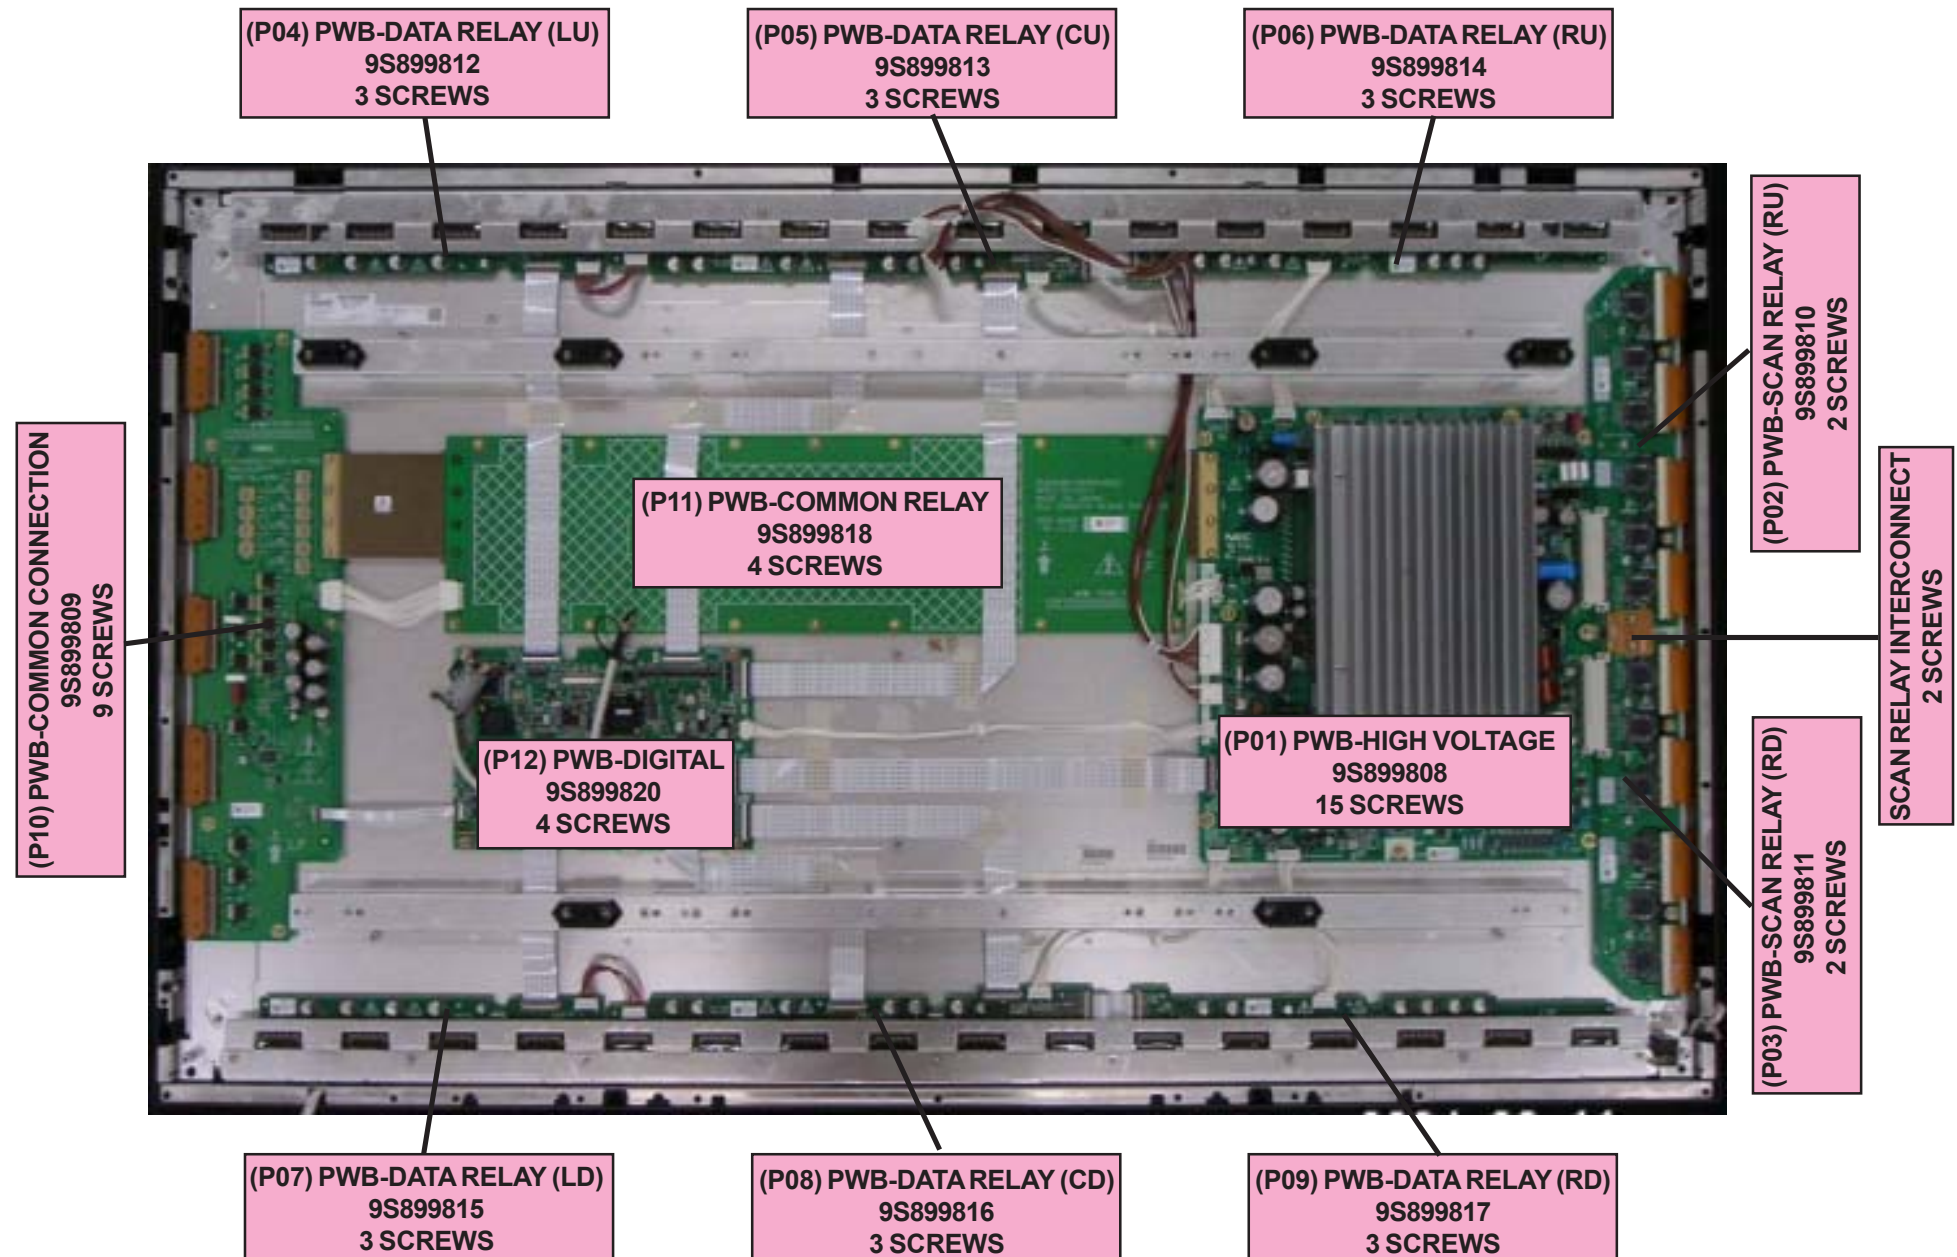 (P04) PWB-DATA RELAY (LU)
9S899812
3 SCREWS
(P05) PWB-DATA RELAY (CU)
9S899813
3 SCREWS
(P06) PWB-DATA RELAY (RU)
9S899814
3 SCREWS
(P02) PWB-SCAN RELAY (RU)
9S899810
2 SCREWS
(P10) PWB-COMMON CONNECTION
9S899809
9 SCREWS
(P11) PWB-COMMON RELAY
9S899818
4 SCREWS
SCAN RELAY INTERCONNECT
2 SCREWS
(P12) PWB-DIGITAL
9S899820
4 SCREWS
(P01) PWB-HIGH VOLTAGE
9S899808
15 SCREWS
(P03) PWB-SCAN RELAY (RD)
9S899811
2 SCREWS
(P07) PWB-DATA RELAY (LD)
9S899815
3 SCREWS
(P08) PWB-DATA RELAY (CD)
9S899816
3 SCREWS
(P09) PWB-DATA RELAY (RD)
9S899817
3 SCREWS